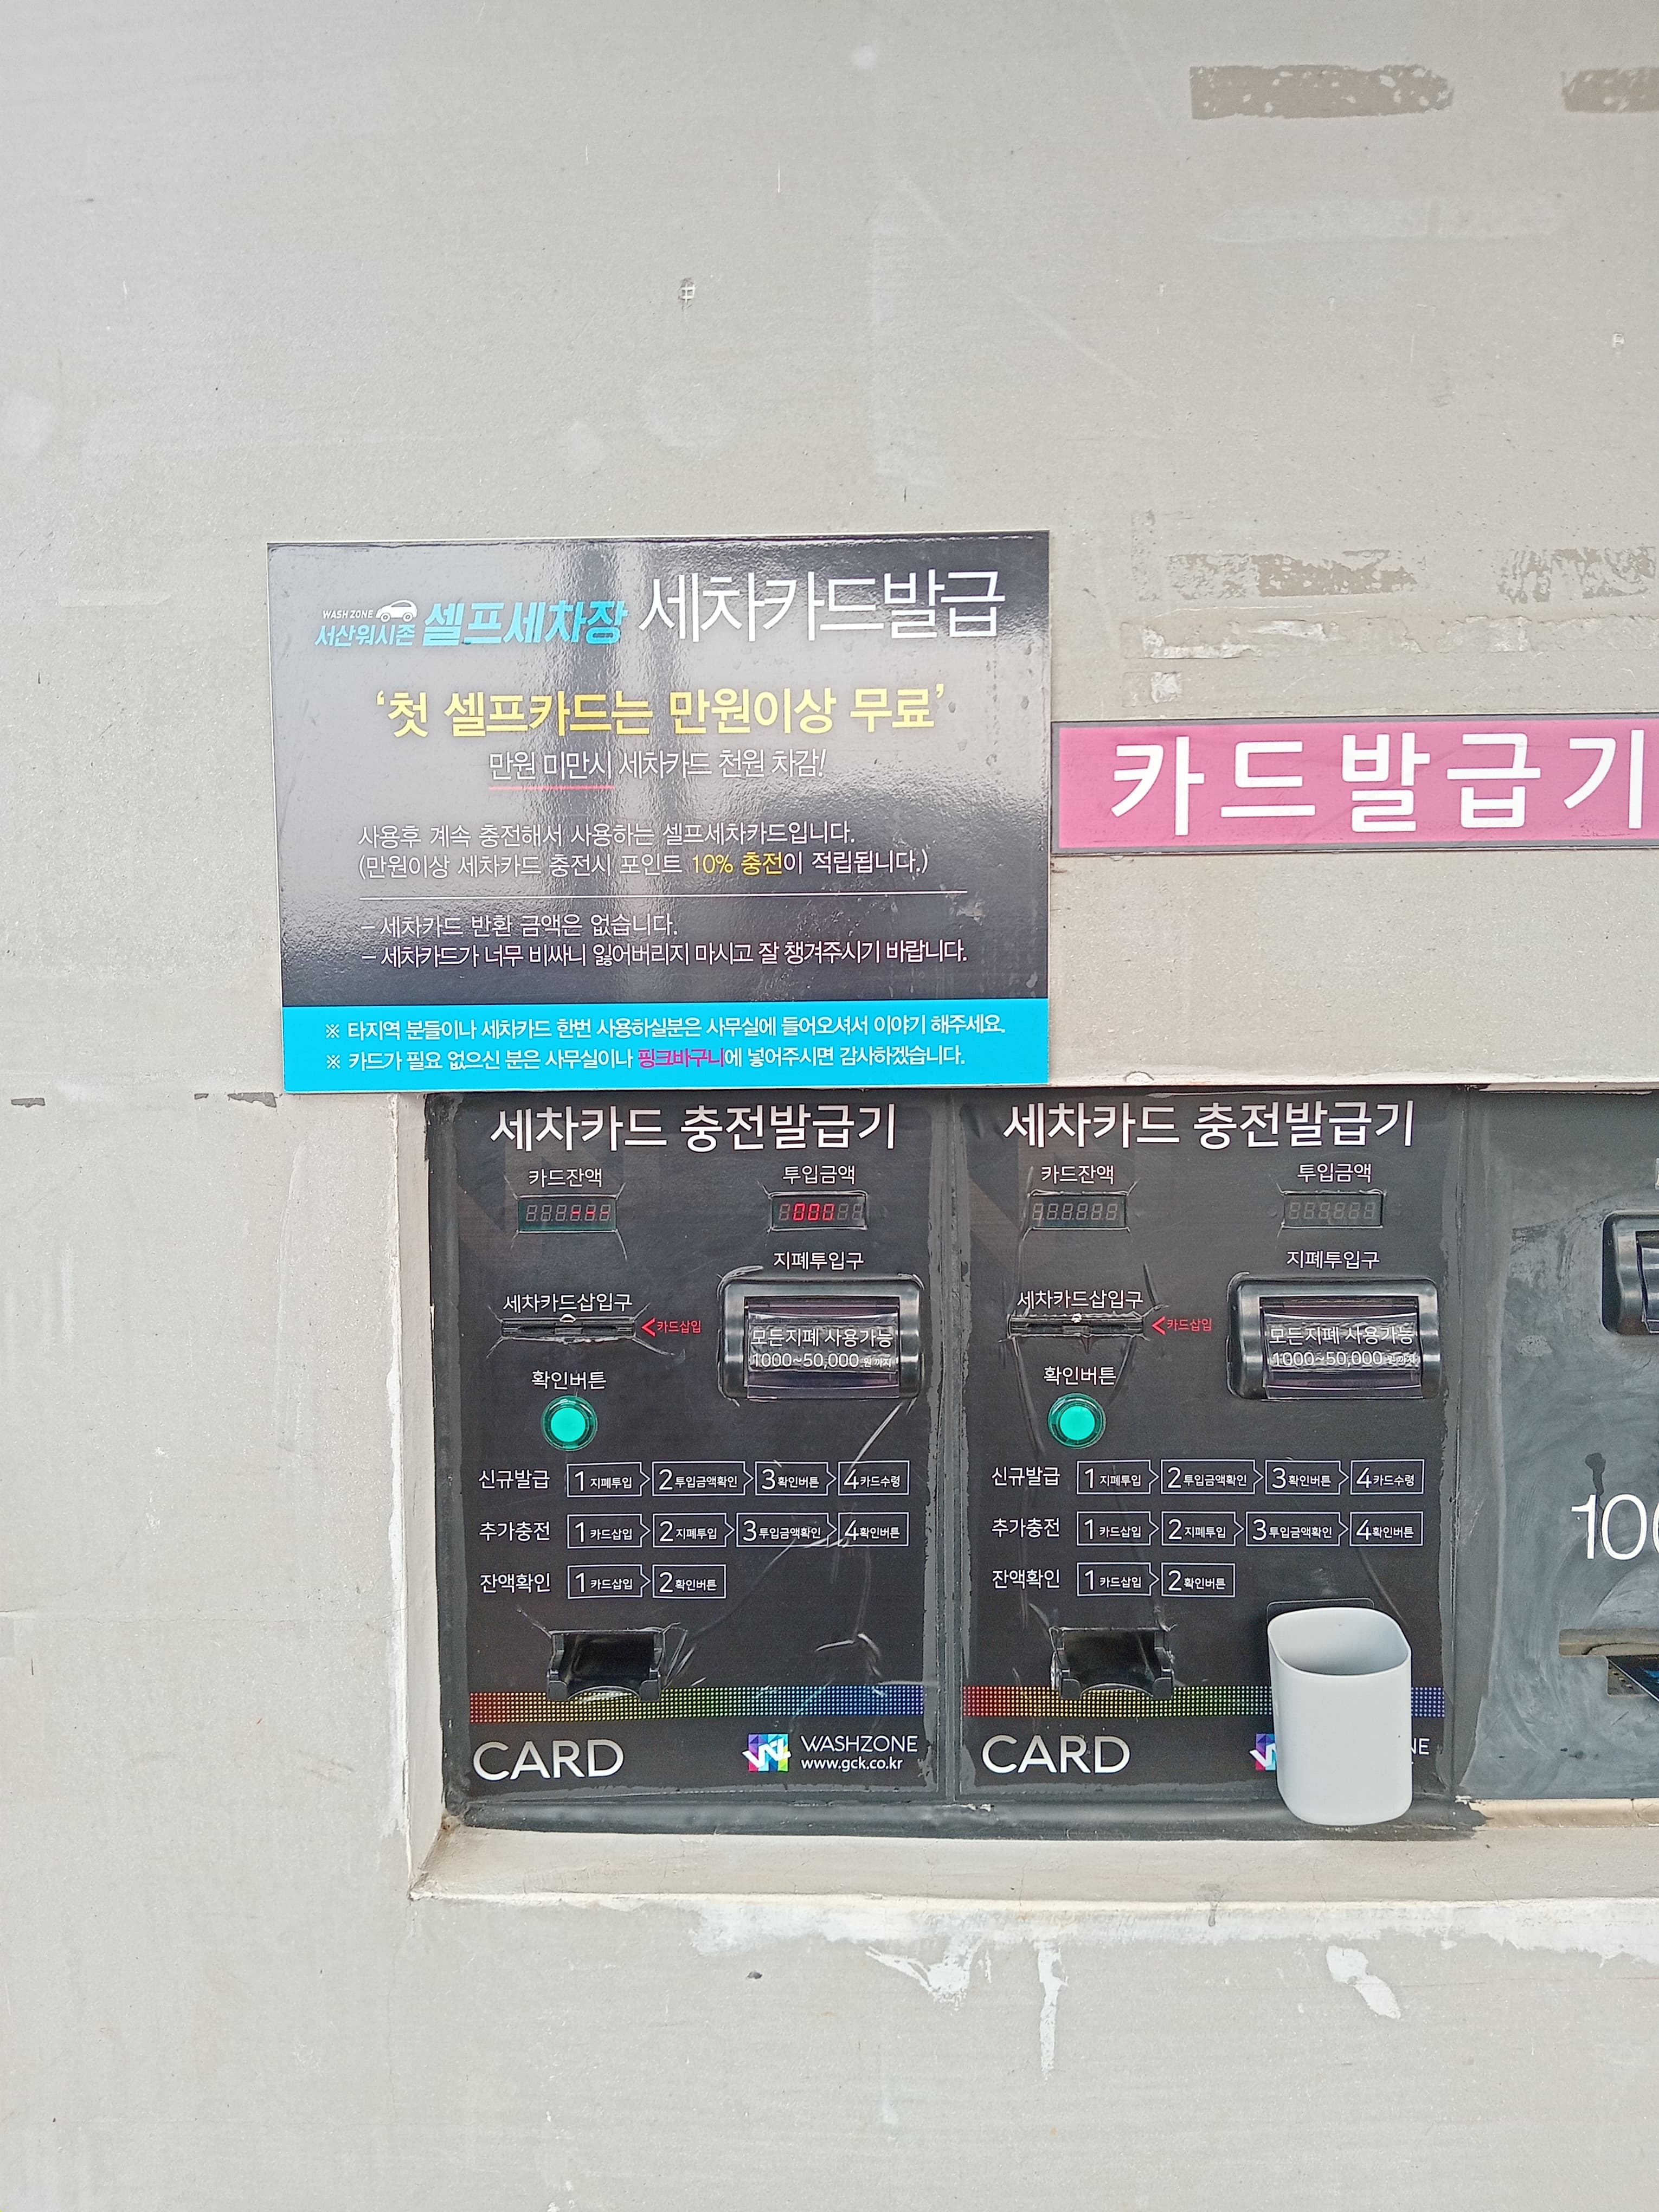 WASH ZONE
서산워시존 셀프세차장 세차카드발급
‘첫 셀프카드는 만원이상 무료’
만원 미만시 세차카드 천원 차감!
사용후 계속 충전해서 사용하는 셀프세차카드입니다.
(만원이상 세차카드 충전시 포인트 10% 충전이 적립됩니다.)
- 세차카드 반환 금액은 없습니다.
- 세차카드가 너무 비싸니 잃어버리지 마시고 잘 챙겨주시기 바랍니다.
※ 타지역 분들이나 세차카드 한번 사용하실분은 사무실에 들어오셔서 이야기 해주세요.
※ 카드가 필요 없으신 분은 사무실이나 핑크바구니에 넣어주시면 감사하겠습니다.
카드발급기
세차카드 충전발급기
카드잔액 투입금액
--- 000
지폐투입구
세차카드삽입구
<카드삽입
모든지폐 사용가능
1000~50,000 원 까지
확인버튼
신규발급 1 지폐투입 2 투입금액확인 3 확인버튼 4 카드수령
추가충전 1 카드삽입 2 지폐투입 3 투입금액확인 4 확인버튼
잔액확인 1 카드삽입 2 확인버튼
CARD
WASHZONE
www.gck.co.kr
세차카드 충전발급기
카드잔액 투입금액
지폐투입구
세차카드삽입구
<카드삽입
모든지폐 사용가능
1000~50,000
확인버튼
신규발급 1 지폐투입 2 투입금액확인 3 확인버튼 4 카드수령
추가충전 1 카드삽입 2 지폐투입 3 투입금액확인 4 확인버튼
잔액확인 1 카드삽입 2 확인버튼
CARD
NE